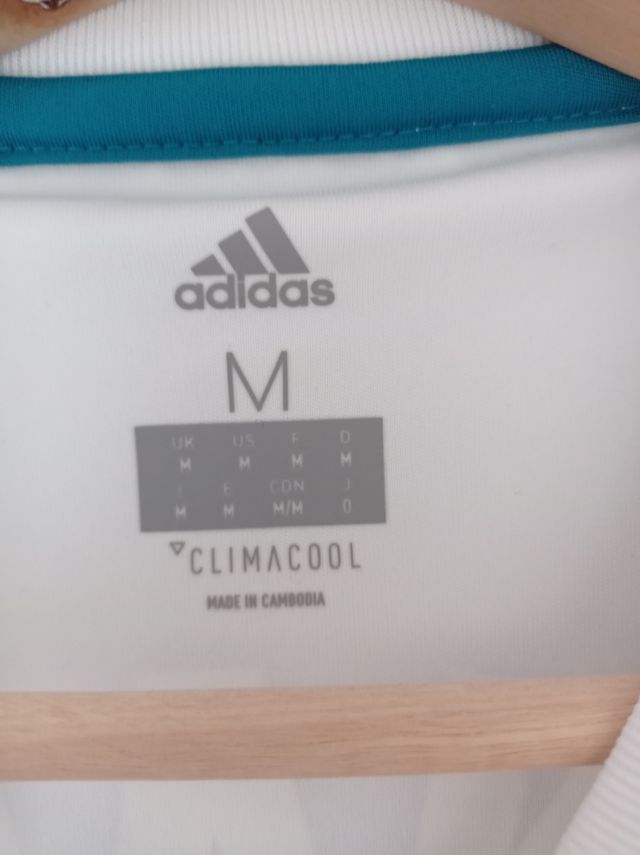 adidas
M
UK US F D
M M M M
I E CDN J
M M M/M O
CLIMACOOL
MADE IN CAMBODIA